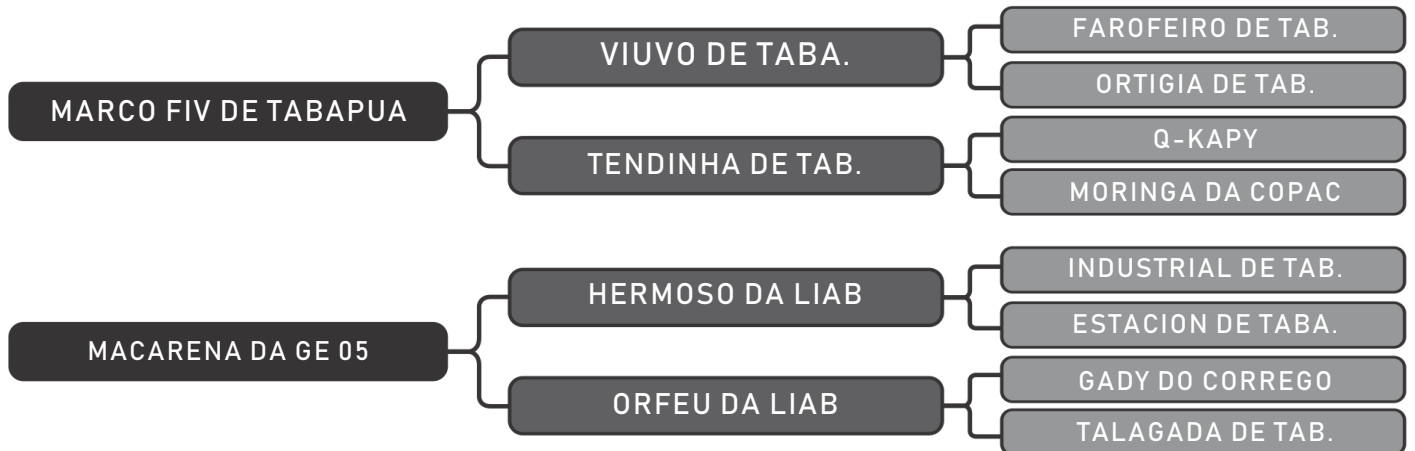 MARCO FIV DE TABAPUA
VIUVO DE TABA.
FAROFEIRO DE TAB.
ORTIGIA DE TAB.
TENDINHA DE TAB.
Q-KAPY
MORINGA DA COPAC
MACARENA DA GE 05
HERMOSO DA LIAB
INDUSTRIAL DE TAB.
ESTACION DE TABA.
ORFEU DA LIAB
GADY DO CORREGO
TALAGADA DE TAB.